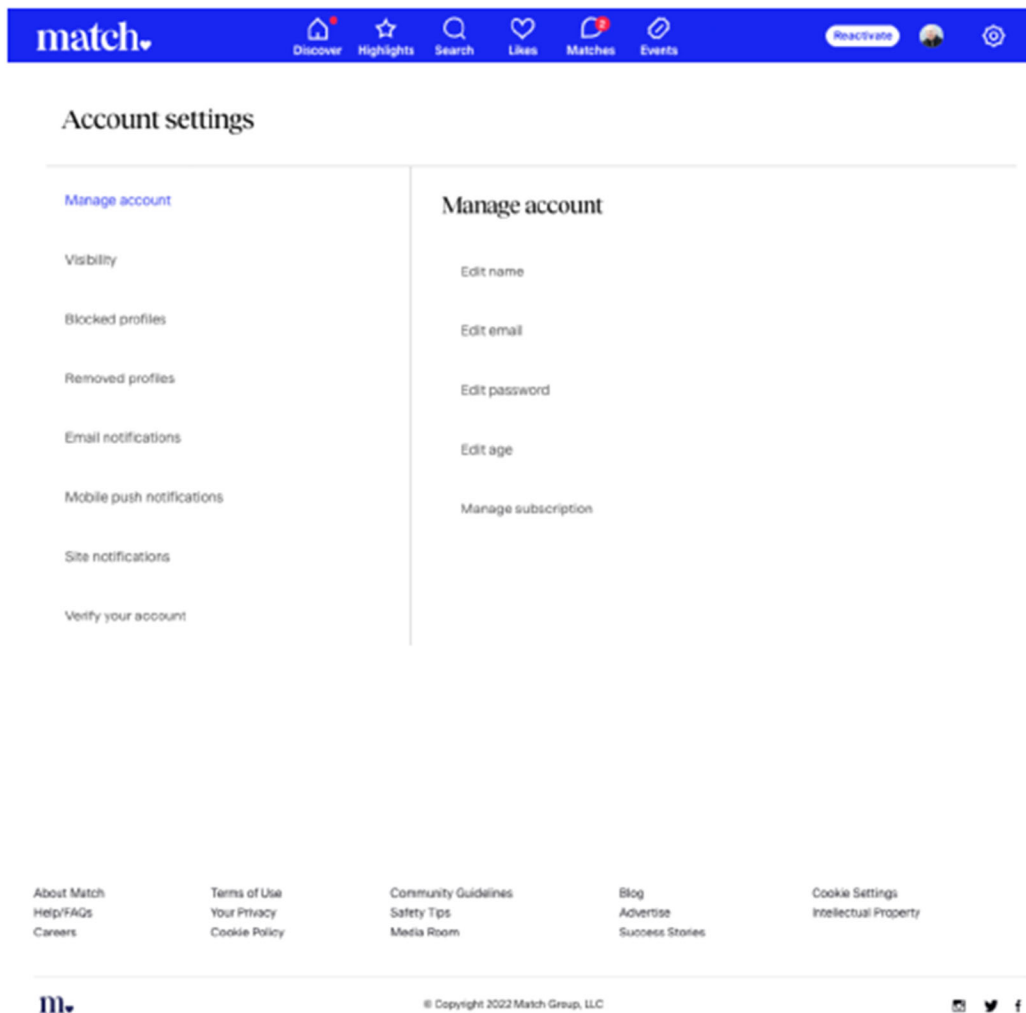 match
Discover
Highlights
Search
Likes
2
Matches
Events
Reactivate
Account settings
Manage account
Visibility
Blocked profiles
Removed profiles
Email notifications
Mobile push notifications
Site notifications
Verify your account
Manage account
Edit name
Edit email
Edit password
Edit age
Manage subscription
About Match
Help/FAQs
Careers
Terms of Use
Your Privacy
Cookie Policy
Community Guidelines
Safety Tips
Media Room
Blog
Advertise
Success Stories
Cookie Settings
Intellectual Property
m
© Copyright 2022 Match Group, LLC